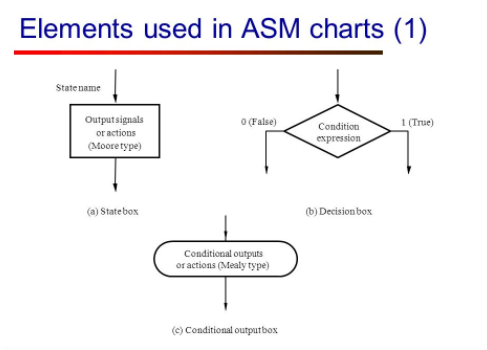 Elements used in ASM charts (1)
State name
Output signals
or actions
(Moore type)
(a) State box
0 (False)
Condition
expression
1 (True)
(b) Decision box
Conditional outputs
or actions (Mealy type)
(c) Conditional output box